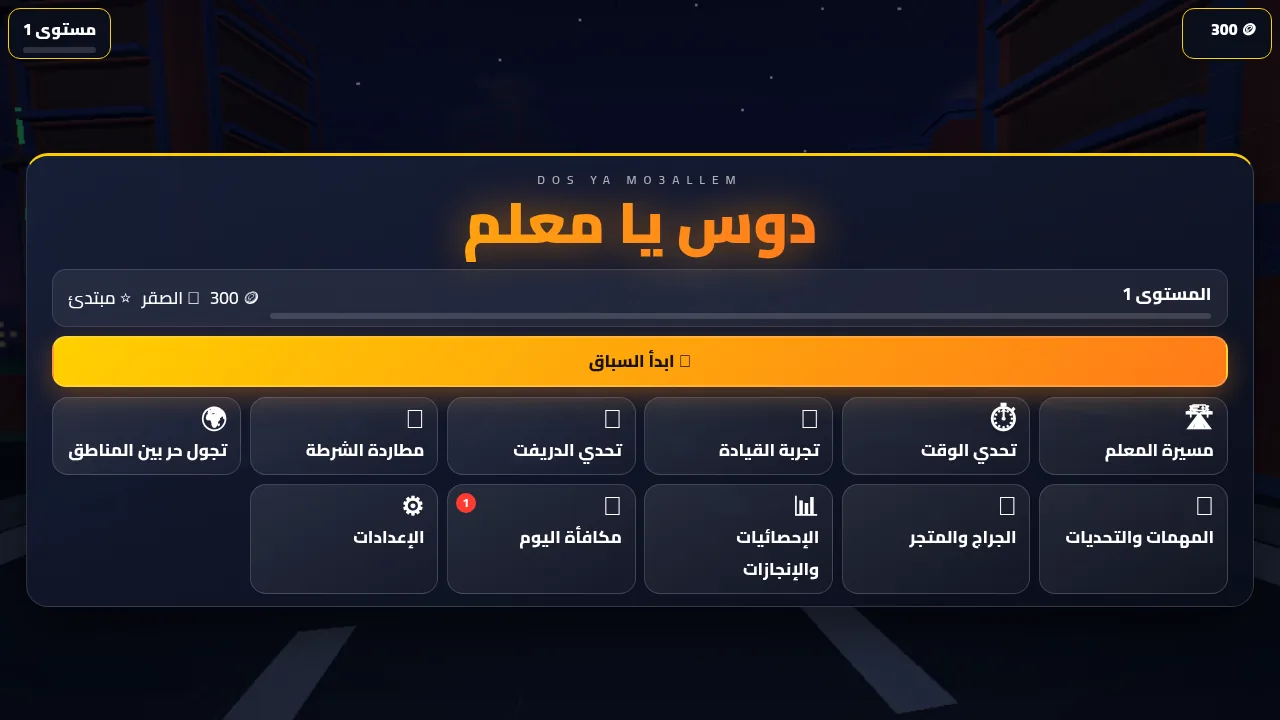 300
مستوى 1
DOS YA MO3ALLEM
دوس يا معلم
المستوى 1
300 الصقر ☆ مبتدئ
ابدأ السباق
مسيرة المعلم
تحدي الوقت
تجربة القيادة
تحدي الدريفت
مطاردة الشرطة
تجول حر بين المناطق
المهمات والتحديات
الجراج والمتجر
الإحصائيات
والإنجازات
1
مكافأة اليوم
الإعدادات